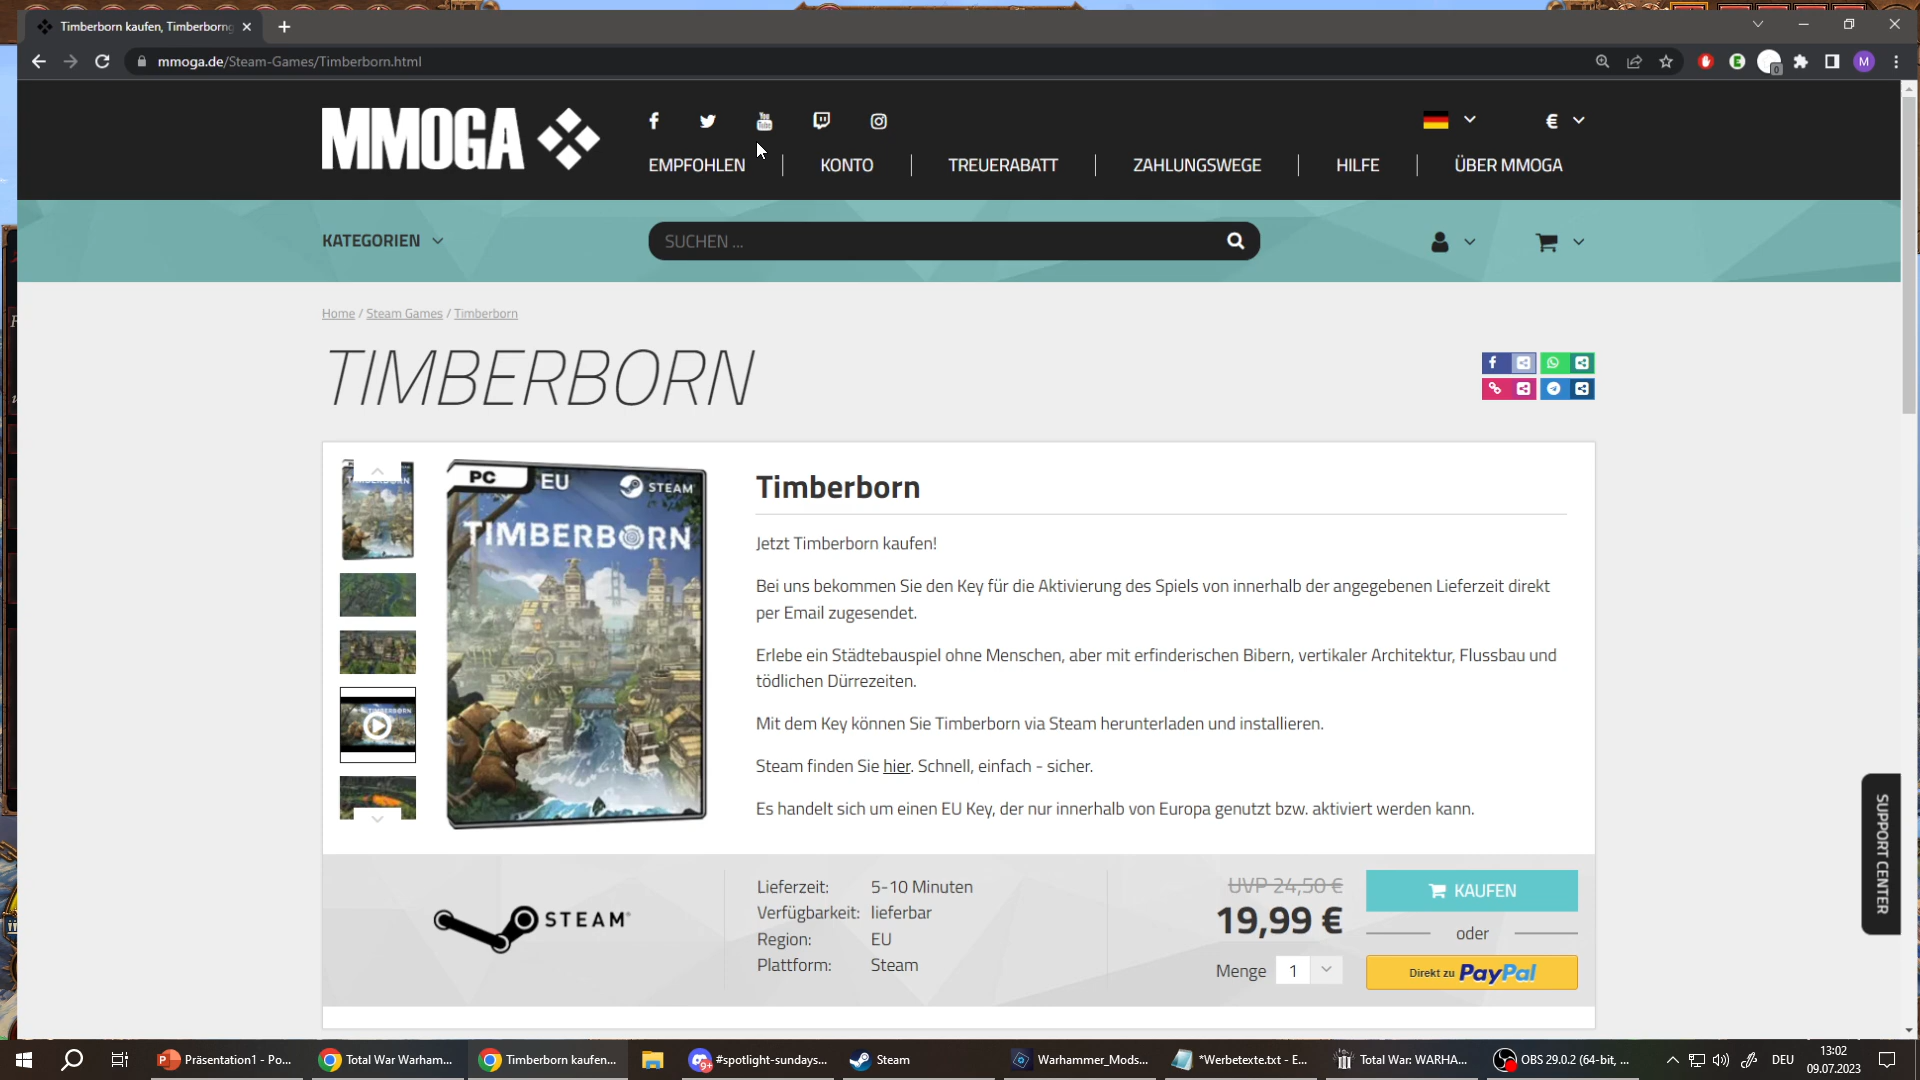 Timberborn kaufen, Timberborn
mmoga.de/Steam-Games/Timberborn.html
M
MMOGA
€
EMPFOHLEN
KONTO
TREUERABATT
ZAHLUNGSWEGE
HILFE
ÜBER MMOGA
KATEGORIEN
SUCHEN ...
Home / Steam Games / Timberborn
TIMBERBORN
PC
EU
STEAM
TIMBERBORN
Timberborn
Jetzt Timberborn kaufen!
Bei uns bekommen Sie den Key für die Aktivierung des Spiels von innerhalb der angegebenen Lieferzeit direkt
per Email zugesendet.
Erlebe ein Städtebauspiel ohne Menschen, aber mit erfinderischen Bibern, vertikaler Architektur, Flussbau und
tödlichen Dürrezeiten.
Mit dem Key können Sie Timberborn via Steam herunterladen und installieren.
Steam finden Sie hier. Schnell, einfach - sicher.
Es handelt sich um einen EU Key, der nur innerhalb von Europa genutzt bzw. aktiviert werden kann.
SUPPORT CENTER
STEAM
Lieferzeit: 5-10 Minuten
Verfügbarkeit: lieferbar
Region: EU
Plattform: Steam
UVP 24,50 €
19,99 €
Menge 1
KAUFEN
oder
Direkt zu PayPal
Präsentation1 - Po...
Total War Warham...
Timberborn kaufen...
#spotlight-sundays...
Steam
Warhammer_Mods...
*Werbetexte.txt - E...
Total War: WARHA...
OBS 29.0.2 (64-bit, ...
DEU
13:02
09.07.2023